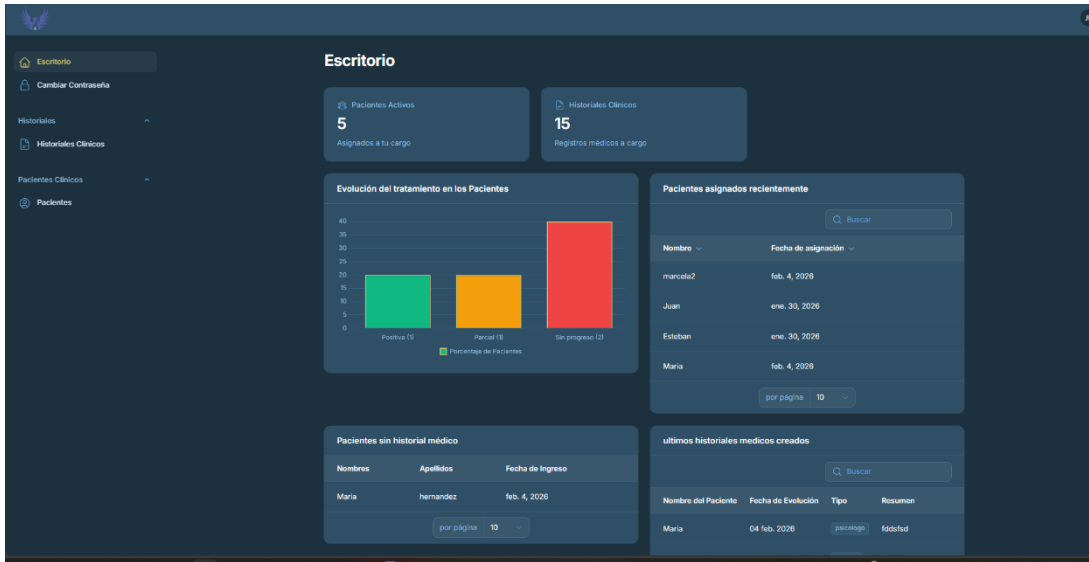 Escritorio
Cambiar Contraseña
Historiales
Historiales Clínicos
Pacientes Clínicos
Pacientes
Escritorio
Pacientes Activos
5
Asignados a tu cargo
Historiales Clínicos
15
Registros médicos a cargo
Evolución del tratamiento en los Pacientes
40
35
30
25
20
15
10
5
0
Positiva (1) Parcial (1) Sin progreso (2)
Porcentaje de Pacientes
Pacientes asignados recientemente
Buscar
Nombre Fecha de asignación
marcela2 feb. 4, 2026
Juan ene. 30, 2026
Esteban ene. 30, 2026
Maria feb. 4, 2026
por página 10
Pacientes sin historial médico
Nombres Apellidos Fecha de Ingreso
Maria hernandez feb. 4, 2026
por página 10
ultimos historiales medicos creados
Buscar
Nombre del Paciente Fecha de Evolución Tipo Resumen
Maria 04 feb. 2026 psicologo fddsfsd